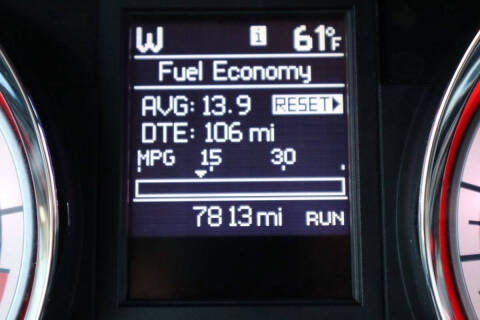 W i 61°F
Fuel Economy
AVG: 13.9 RESET
DTE: 106 mi
MPG 15 30
7813 mi RUN